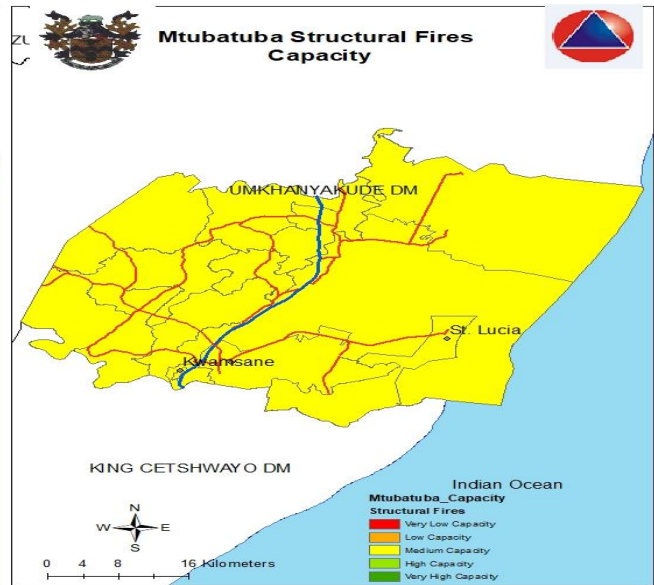 ZU
Mtubatuba Structural Fires
Capacity
UMKHANYAKUDE DM
St. Lucia
Kwamsane
KING CETSHWAYO DM
Indian Ocean
Mtubatuba_Capacity
Structural Fires
Very Low Capacity
Low Capacity
Medium Capacity
High Capacity
Very High Capacity
N
W E
S
0 4 8 16 Kilometers